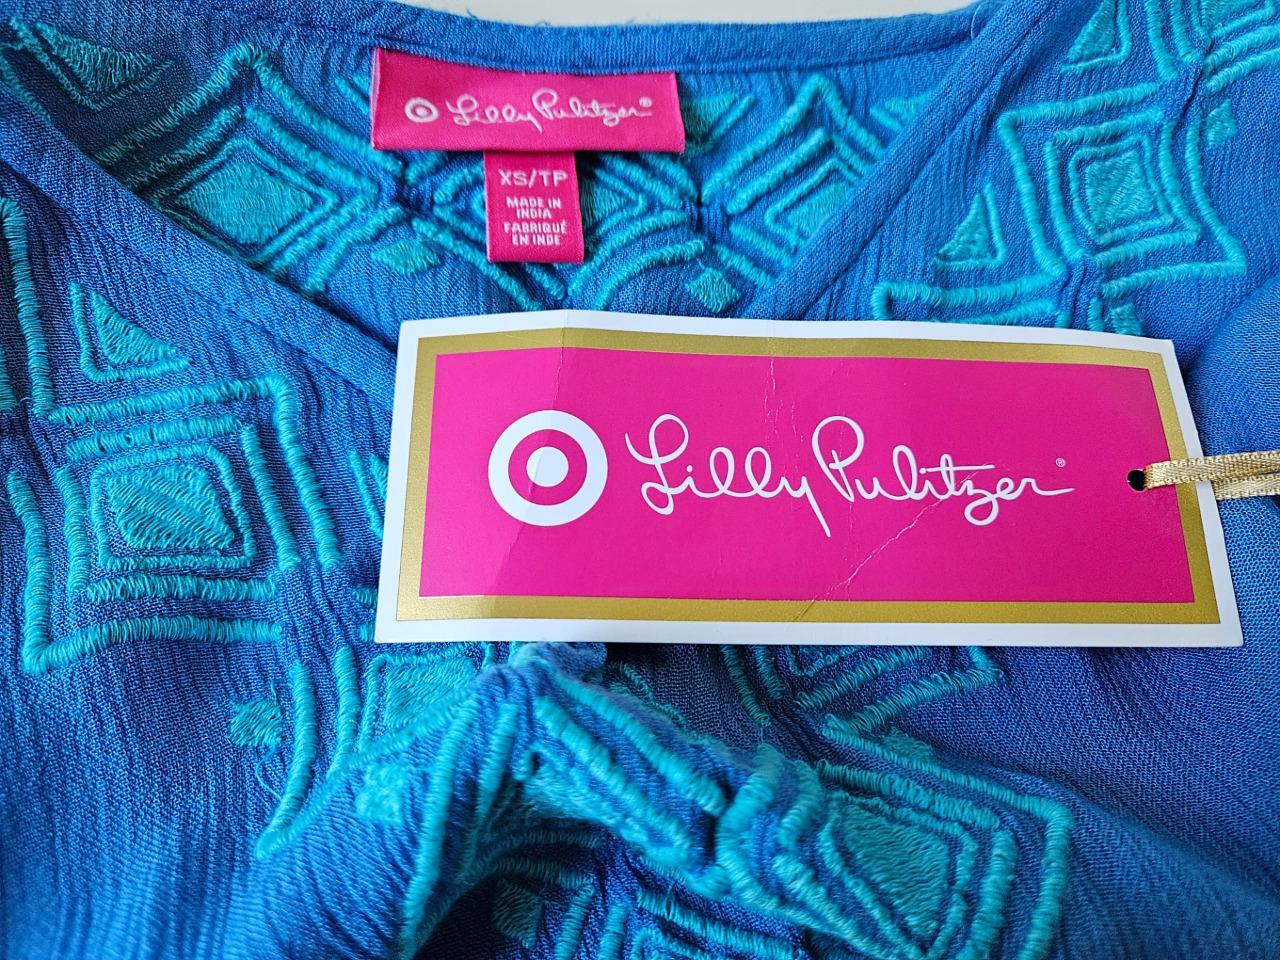 Lilly Pulitzer®
XS/TP
MADE IN
INDIA
FABRIQUÉ
EN INDE
Lilly Pulitzer®